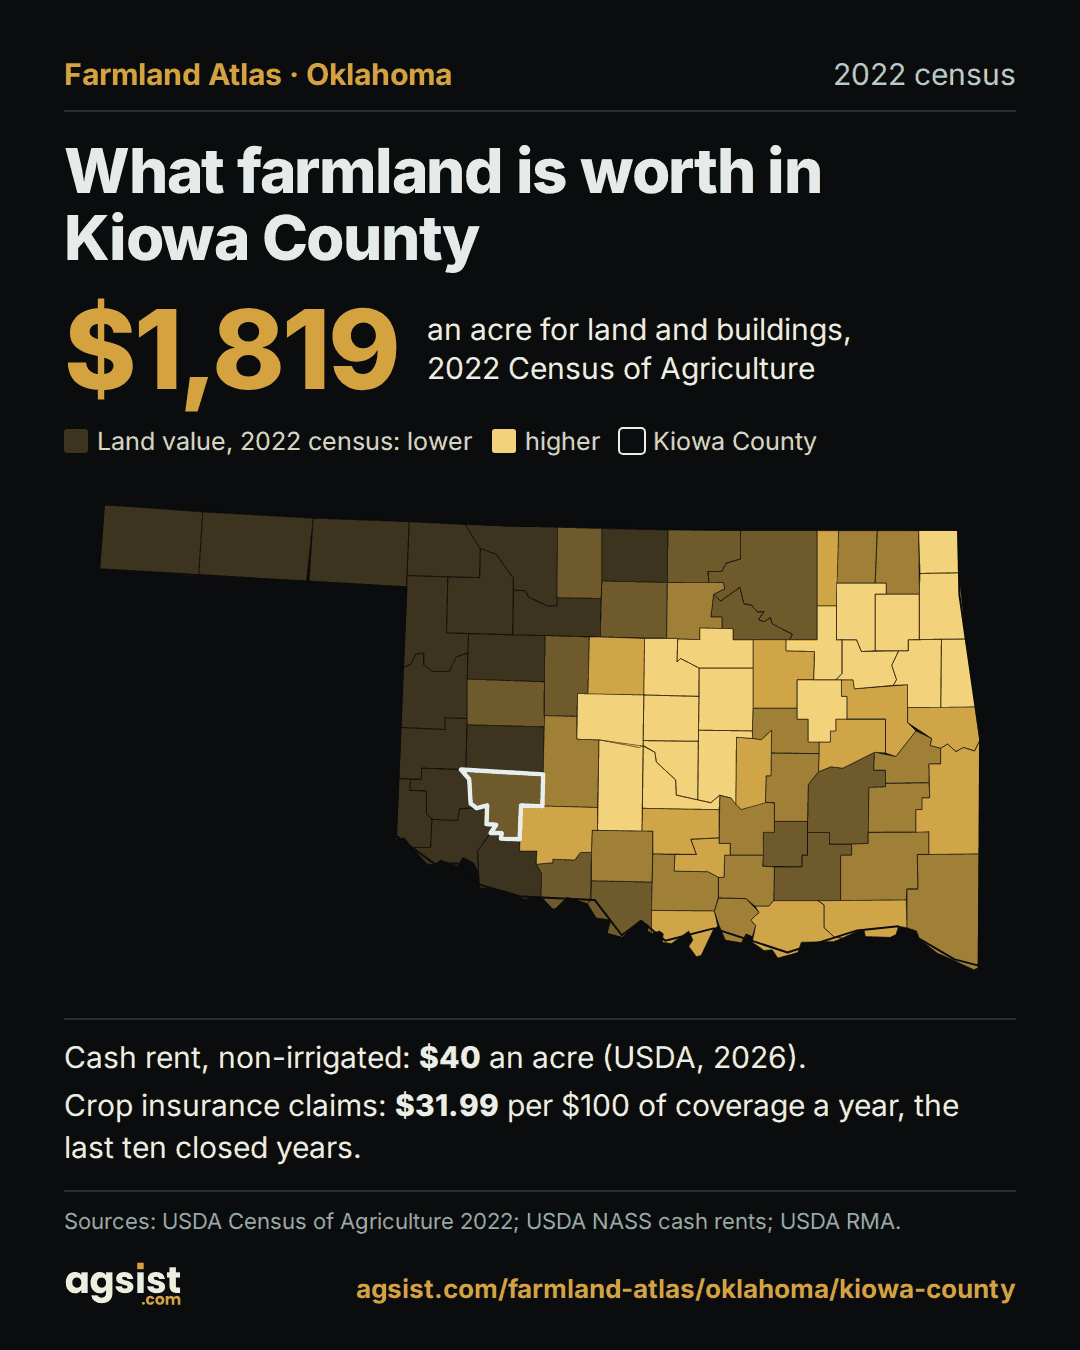 Farmland Atlas · Oklahoma
2022 census
What farmland is worth in
Kiowa County
$1,819
an acre for land and buildings,
2022 Census of Agriculture
Land value, 2022 census: lower
higher
Kiowa County
Cash rent, non-irrigated: $40 an acre (USDA, 2026).
Crop insurance claims: $31.99 per $100 of coverage a year, the
last ten closed years.
Sources: USDA Census of Agriculture 2022; USDA NASS cash rents; USDA RMA.
agsist
.com
agsist.com/farmland-atlas/oklahoma/kiowa-county